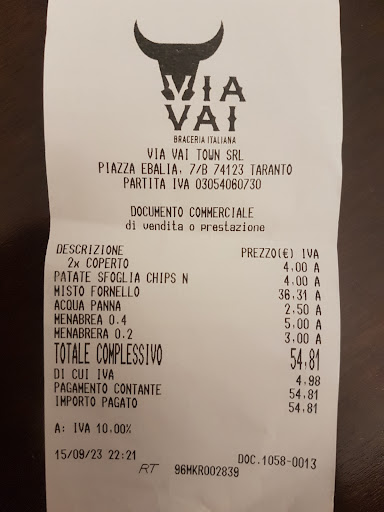 VIA
VAI
BRACERIA ITALIANA
VIA VAI TOWN SRL
PIAZZA EBALIA, 7/B 74123 TARANTO
PARTITA IVA 03054060730
DOCUMENTO COMMERCIALE
di vendita o prestazione
DESCRIZIONE PREZZO(€) IVA
2x COPERTO 4,00 A
PATATE SFOGLIA CHIPS N 4,00 A
MISTO FORNELLO 36,31 A
ACQUA PANNA 2,50 A
MENABREA 0.4 5,00 A
MENABRERA 0.2 3,00 A
TOTALE COMPLESSIVO 54,81
DI CUI IVA 4,98
PAGAMENTO CONTANTE 54,81
IMPORTO PAGATO 54,81
A: IVA 10.00%
15/09/23 22:21 DOC.1058-0013
RT 96MKR002839